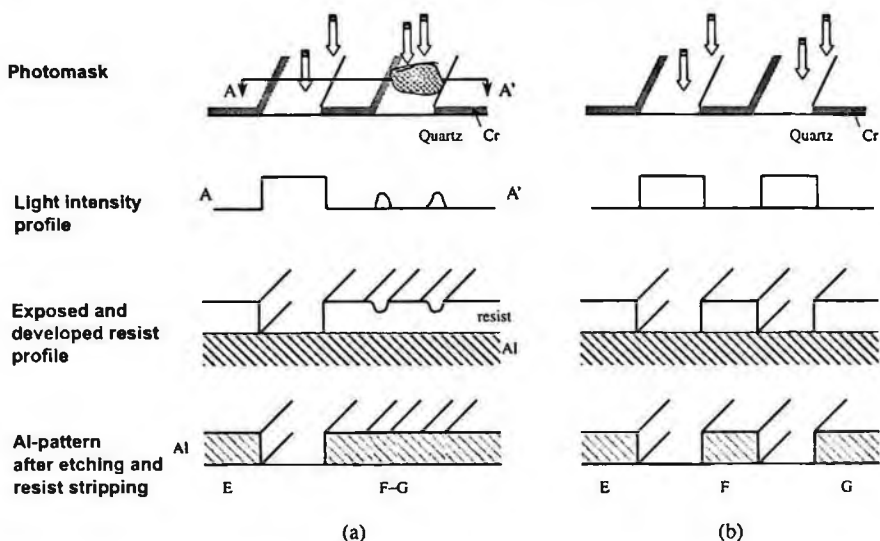 Photomask
A A' Quartz Cr Quartz Cr
Light intensity
profile
A A'
Exposed and
developed resist
profile
resist
Al
Al-pattern
after etching and
resist stripping
Al
E F–G E F G
(a) (b)